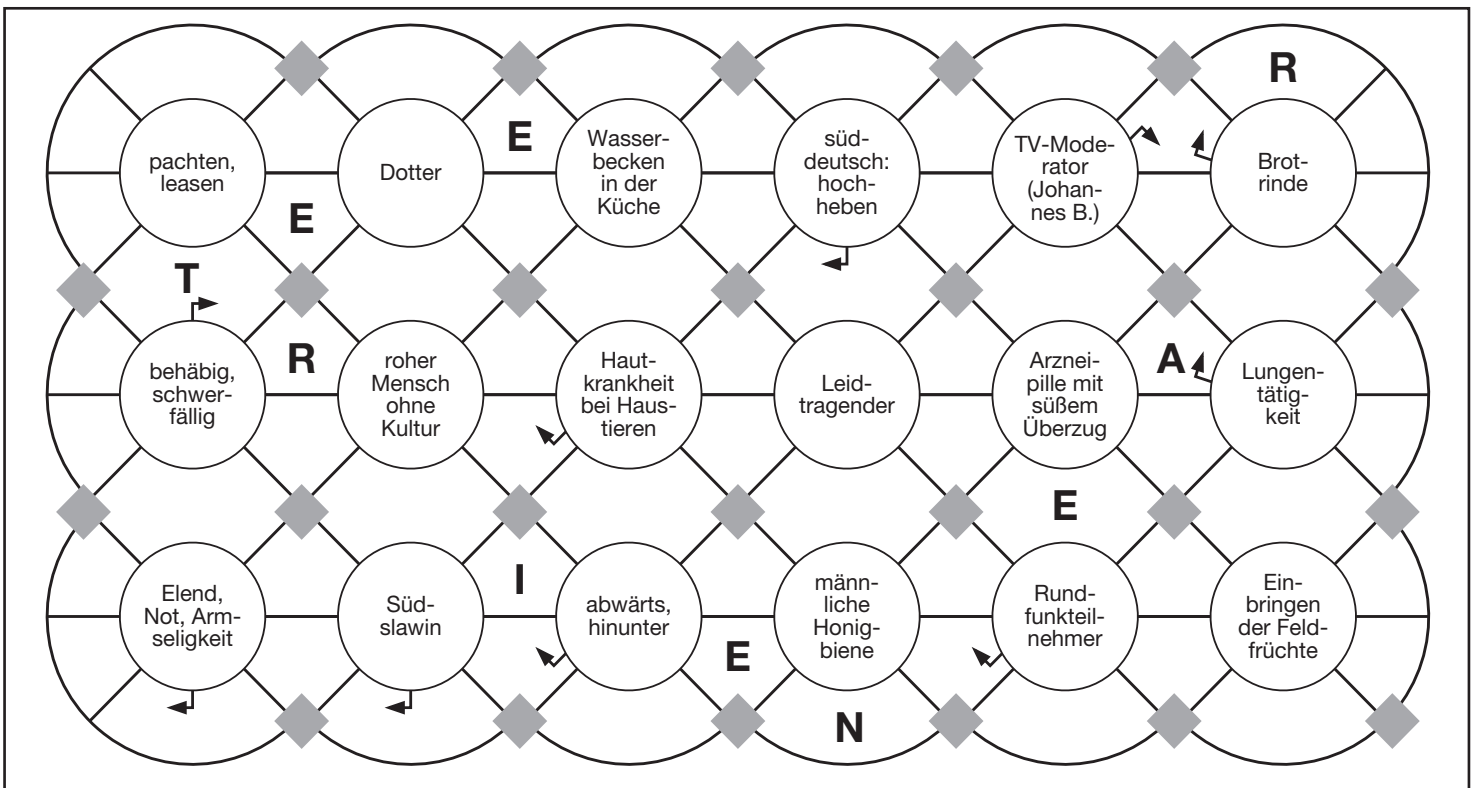 R
E
pachten,
leasen
Dotter
Wasser-
becken
in der
Küche
süd-
deutsch:
hoch-
heben
TV-Mode-
rator
(Johan-
nes B.)
Brot-
rinde
E
T
R
A
behäbig,
schwer-
fällig
roher
Mensch
ohne
Kultur
Haut-
krankheit
bei Haus-
tieren
Leid-
tragender
Arznei-
pille mit
süßem
Überzug
Lungen-
tätig-
keit
E
I
Elend,
Not, Arm-
seligkeit
Süd-
slawin
abwärts,
hinunter
männ-
liche
Honig-
biene
Rund-
funkteil-
nehmer
Ein-
bringen
der Feld-
früchte
E
N